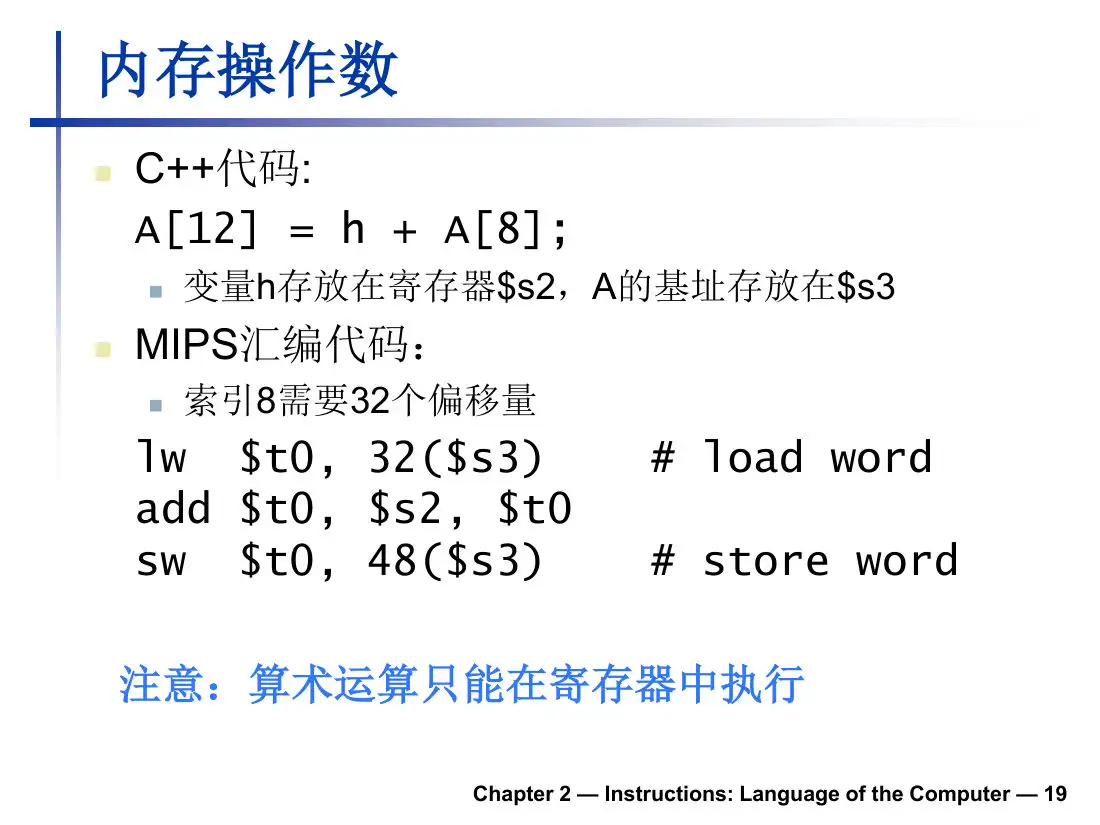 内存操作数
C++代码:
A[12] = h + A[8];
变量h存放在寄存器$s2，A的基址存放在$s3
MIPS汇编代码：
索引8需要32个偏移量
lw $t0, 32($s3) # load word
add $t0, $s2, $t0
sw $t0, 48($s3) # store word
注意：算术运算只能在寄存器中执行
Chapter 2 — Instructions: Language of the Computer — 19